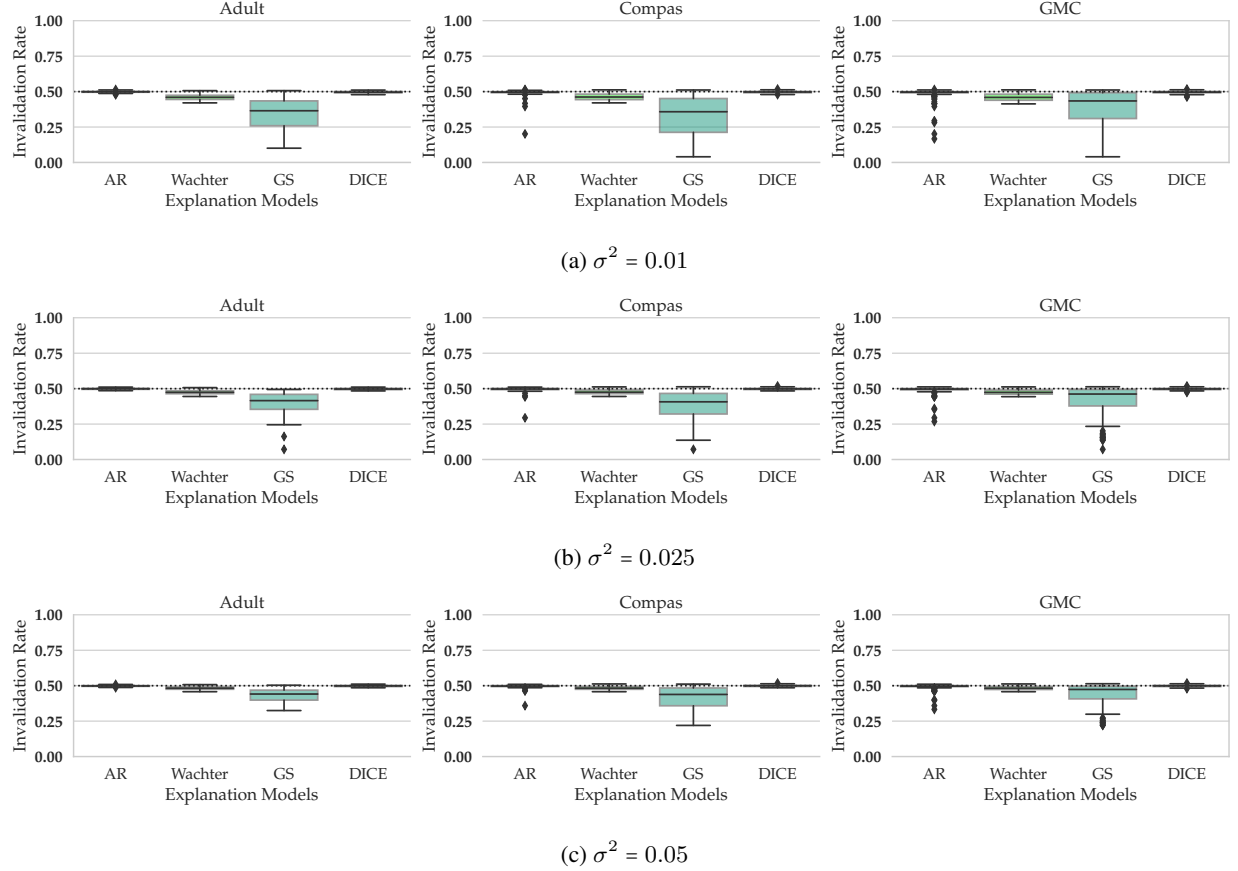 Adult
Compas
GMC
Invalidation Rate
1.00
0.75
0.50
0.25
0.00
AR Wachter GS DICE
Explanation Models
Invalidation Rate
1.00
0.75
0.50
0.25
0.00
AR Wachter GS DICE
Explanation Models
Invalidation Rate
1.00
0.75
0.50
0.25
0.00
AR Wachter GS DICE
Explanation Models
(a) σ² = 0.01
Adult
Compas
GMC
Invalidation Rate
1.00
0.75
0.50
0.25
0.00
AR Wachter GS DICE
Explanation Models
Invalidation Rate
1.00
0.75
0.50
0.25
0.00
AR Wachter GS DICE
Explanation Models
Invalidation Rate
1.00
0.75
0.50
0.25
0.00
AR Wachter GS DICE
Explanation Models
(b) σ² = 0.025
Adult
Compas
GMC
Invalidation Rate
1.00
0.75
0.50
0.25
0.00
AR Wachter GS DICE
Explanation Models
Invalidation Rate
1.00
0.75
0.50
0.25
0.00
AR Wachter GS DICE
Explanation Models
Invalidation Rate
1.00
0.75
0.50
0.25
0.00
AR Wachter GS DICE
Explanation Models
(c) σ² = 0.05